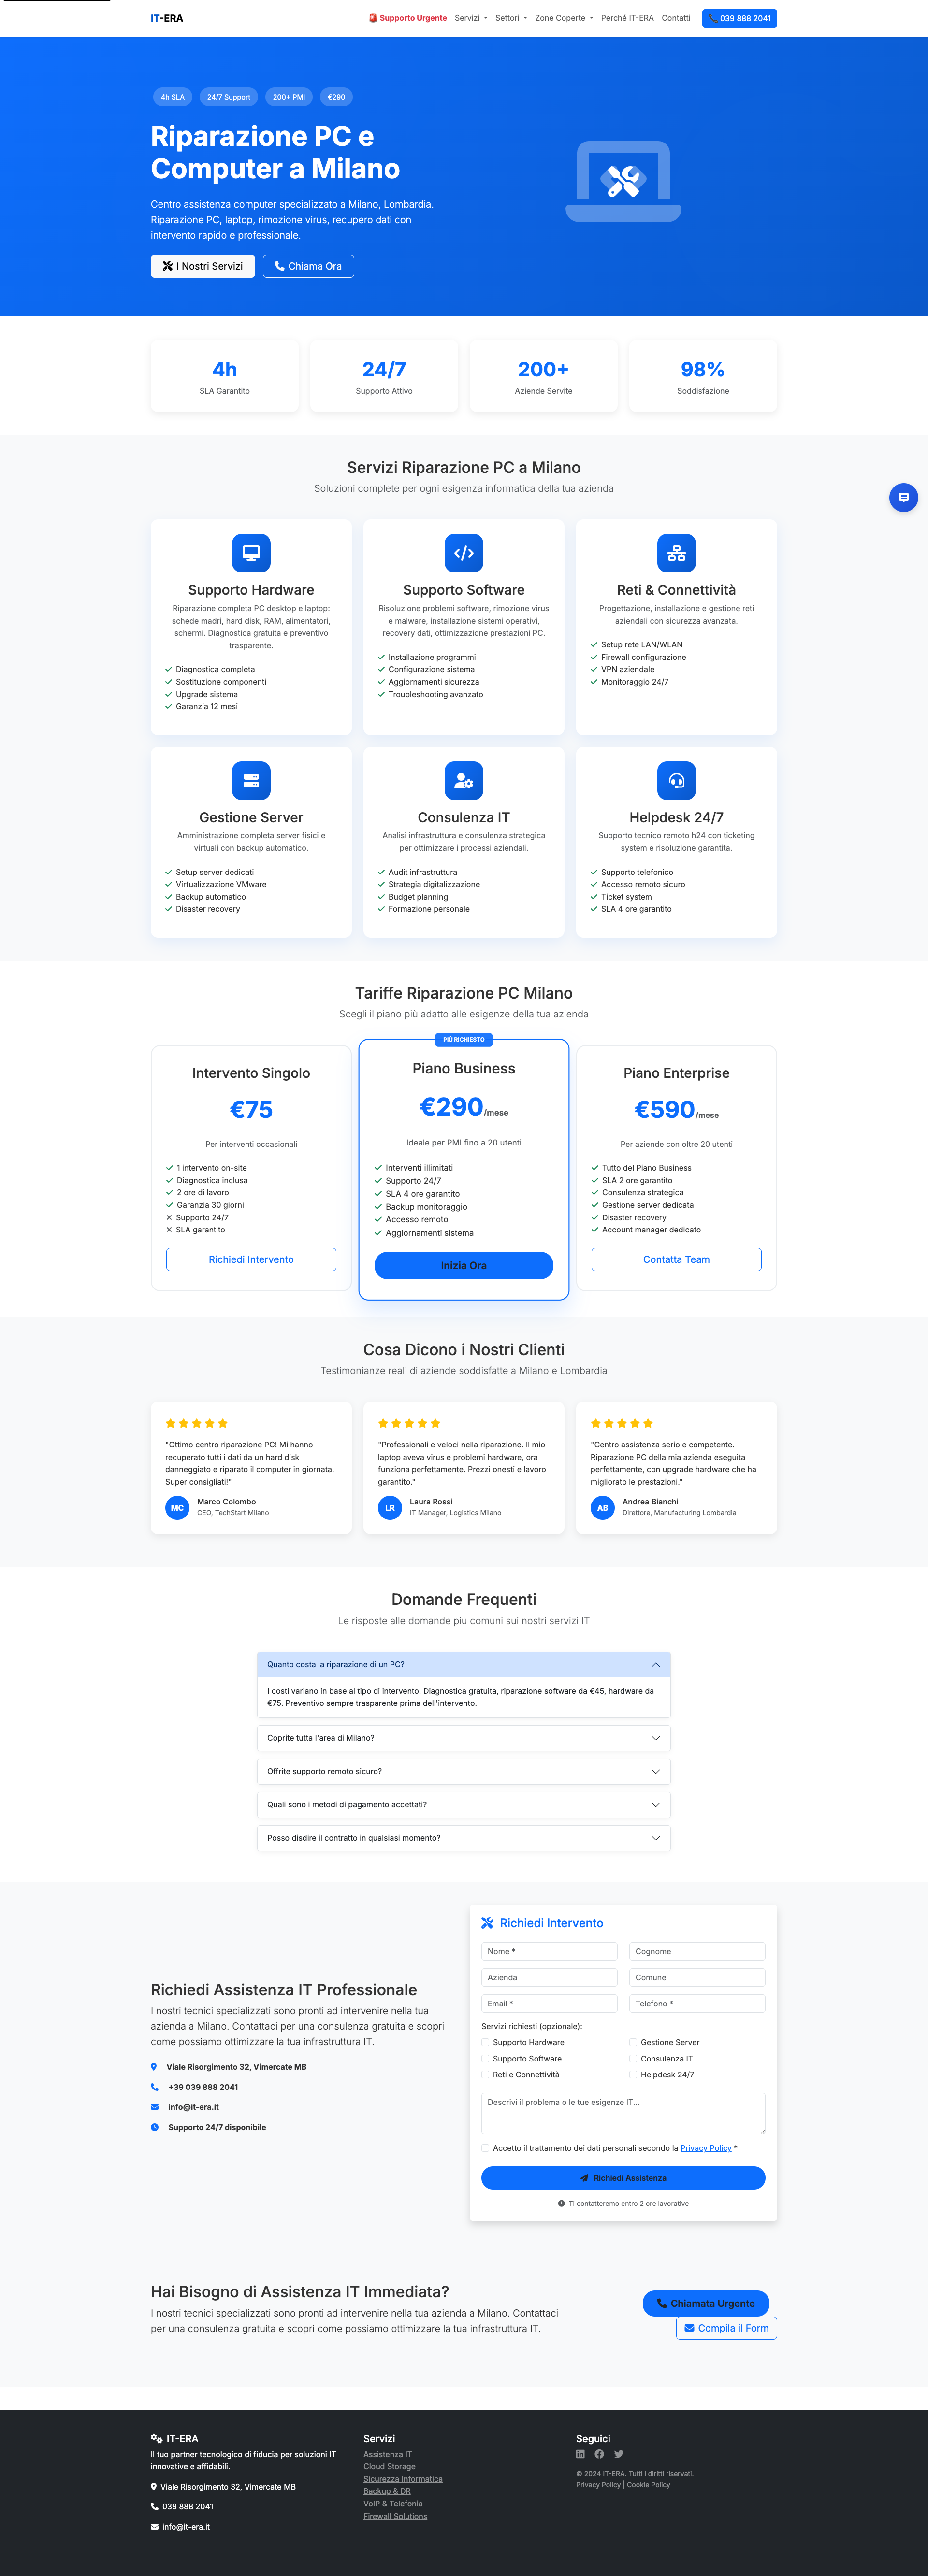 IT-ERA
🚨 Supporto Urgente
Servizi
Settori
Zone Coperte
Perché IT-ERA
Contatti
📞 039 888 2041
4h SLA
24/7 Support
200+ PMI
€290
Riparazione PC e
Computer a Milano
Centro assistenza computer specializzato a Milano, Lombardia.
Riparazione PC, laptop, rimozione virus, recupero dati con
intervento rapido e professionale.
I Nostri Servizi
Chiama Ora
4h
SLA Garantito
24/7
Supporto Attivo
200+
Aziende Servite
98%
Soddisfazione
Servizi Riparazione PC a Milano
Soluzioni complete per ogni esigenza informatica della tua azienda
Supporto Hardware
Riparazione completa PC desktop e laptop:
schede madri, hard disk, RAM, alimentatori,
schermi. Diagnostica gratuita e preventivo
trasparente.
Diagnostica completa
Sostituzione componenti
Upgrade sistema
Garanzia 12 mesi
Supporto Software
Risoluzione problemi software, rimozione virus
e malware, installazione sistemi operativi,
recovery dati, ottimizzazione prestazioni PC.
Installazione programmi
Configurazione sistema
Aggiornamenti sicurezza
Troubleshooting avanzato
Reti & Connettività
Progettazione, installazione e gestione reti
aziendali con sicurezza avanzata.
Setup rete LAN/WLAN
Firewall configurazione
VPN aziendale
Monitoraggio 24/7
Gestione Server
Amministrazione completa server fisici e
virtuali con backup automatico.
Setup server dedicati
Virtualizzazione VMware
Backup automatico
Disaster recovery
Consulenza IT
Analisi infrastruttura e consulenza strategica
per ottimizzare i processi aziendali.
Audit infrastruttura
Strategia digitalizzazione
Budget planning
Formazione personale
Helpdesk 24/7
Supporto tecnico remoto h24 con ticketing
system e risoluzione garantita.
Supporto telefonico
Accesso remoto sicuro
Ticket system
SLA 4 ore garantito
Tariffe Riparazione PC Milano
Scegli il piano più adatto alle esigenze della tua azienda
Intervento Singolo
€75
Per interventi occasionali
1 intervento on-site
Diagnostica inclusa
2 ore di lavoro
Garanzia 30 giorni
Supporto 24/7
SLA garantito
Richiedi Intervento
PIÙ RICHIESTO
Piano Business
€290/mese
Ideale per PMI fino a 20 utenti
Interventi illimitati
Supporto 24/7
SLA 4 ore garantito
Backup monitoraggio
Accesso remoto
Aggiornamenti sistema
Inizia Ora
Piano Enterprise
€590/mese
Per aziende con oltre 20 utenti
Tutto del Piano Business
SLA 2 ore garantito
Consulenza strategica
Gestione server dedicata
Disaster recovery
Account manager dedicato
Contatta Team
Cosa Dicono i Nostri Clienti
Testimonianze reali di aziende soddisfatte a Milano e Lombardia
"Ottimo centro riparazione PC! Mi hanno
recuperato tutti i dati da un hard disk
danneggiato e riparato il computer in giornata.
Super consigliati!"
MC
Marco Colombo
CEO, TechStart Milano
"Professionali e veloci nella riparazione. Il mio
laptop aveva virus e problemi hardware, ora
funziona perfettamente. Prezzi onesti e lavoro
garantito."
LR
Laura Rossi
IT Manager, Logistics Milano
"Centro assistenza serio e competente.
Riparazione PC della mia azienda eseguita
perfettamente, con upgrade hardware che ha
migliorato le prestazioni."
AB
Andrea Bianchi
Direttore, Manufacturing Lombardia
Domande Frequenti
Le risposte alle domande più comuni sui nostri servizi IT
Quanto costa la riparazione di un PC?
I costi variano in base al tipo di intervento. Diagnostica gratuita, riparazione software da €45, hardware da
€75. Preventivo sempre trasparente prima dell'intervento.
Coprite tutta l'area di Milano?
Offrite supporto remoto sicuro?
Quali sono i metodi di pagamento accettati?
Posso disdire il contratto in qualsiasi momento?
Richiedi Assistenza IT Professionale
I nostri tecnici specializzati sono pronti ad intervenire nella tua
azienda a Milano. Contattaci per una consulenza gratuita e scopri
come possiamo ottimizzare la tua infrastruttura IT.
Viale Risorgimento 32, Vimercate MB
+39 039 888 2041
info@it-era.it
Supporto 24/7 disponibile
Richiedi Intervento
Nome *
Cognome
Azienda
Comune
Email *
Telefono *
Servizi richiesti (opzionale):
Supporto Hardware
Gestione Server
Supporto Software
Consulenza IT
Reti e Connettività
Helpdesk 24/7
Descrivi il problema o le tue esigenze IT...
Accetto il trattamento dei dati personali secondo la Privacy Policy *
Richiedi Assistenza
Ti contatteremo entro 2 ore lavorative
Hai Bisogno di Assistenza IT Immediata?
I nostri tecnici specializzati sono pronti ad intervenire nella tua azienda a Milano. Contattaci
per una consulenza gratuita e scopri come possiamo ottimizzare la tua infrastruttura IT.
Chiamata Urgente
Compila il Form
IT-ERA
Il tuo partner tecnologico di fiducia per soluzioni IT
innovative e affidabili.
Viale Risorgimento 32, Vimercate MB
039 888 2041
info@it-era.it
Servizi
Assistenza IT
Cloud Storage
Sicurezza Informatica
Backup & DR
VoIP & Telefonia
Firewall Solutions
Seguici
© 2024 IT-ERA. Tutti i diritti riservati.
Privacy Policy | Cookie Policy